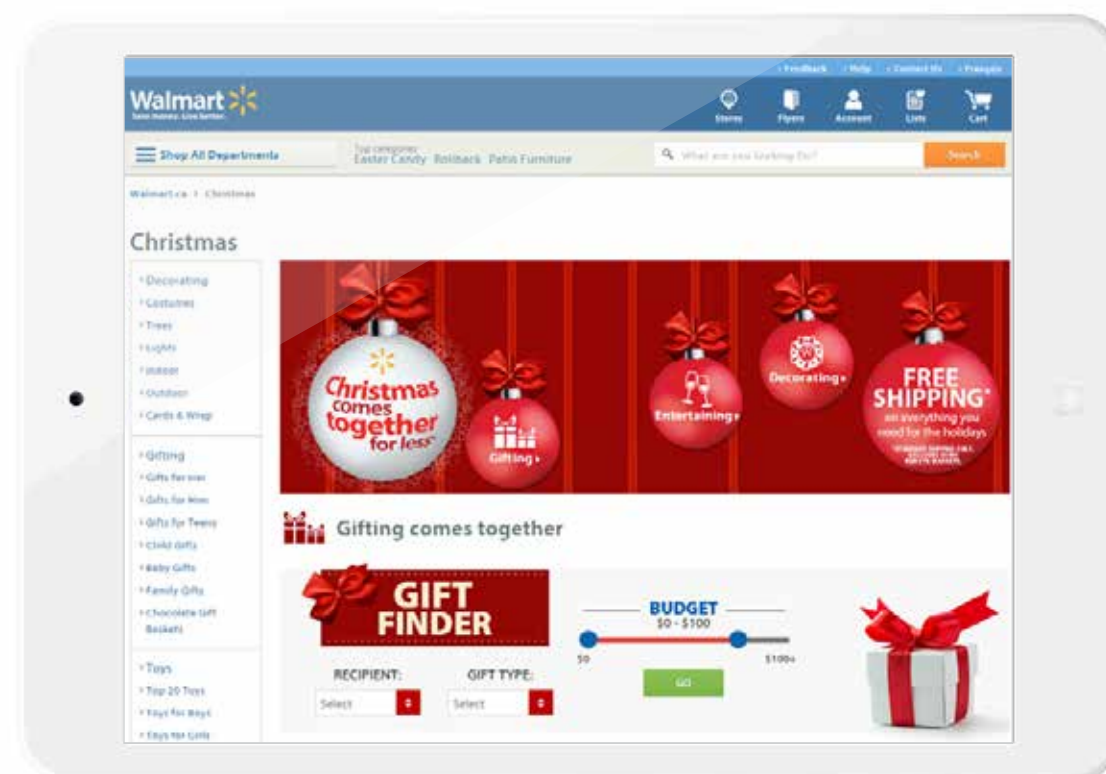 Feedback Help Contact Us Français
Walmart
Save money. Live better.
Stores Flyers Account Lists Cart
Shop All Departments
Top categories:
Easter Candy Rollback Patio Furniture
What are you looking for?
Search
Walmart.ca Christmas
Christmas
Decorating
Costumes
Trees
Lights
Indoor
Outdoor
Cards & Wrap
Gifting
Gifts for Her
Gifts for Him
Gifts for Teens
Child Gifts
Baby Gifts
Family Gifts
Chocolate Gift
Baskets
Toys
Top 20 Toys
Toys for Boys
Toys for Girls
Christmas
comes
together
for less
Gifting
Entertaining
Decorating
FREE
SHIPPING*
on everything you
need for the holidays
Gifting comes together
GIFT
FINDER
RECIPIENT:
Select
GIFT TYPE:
Select
BUDGET
$0 - $100
$0
$100+
GO